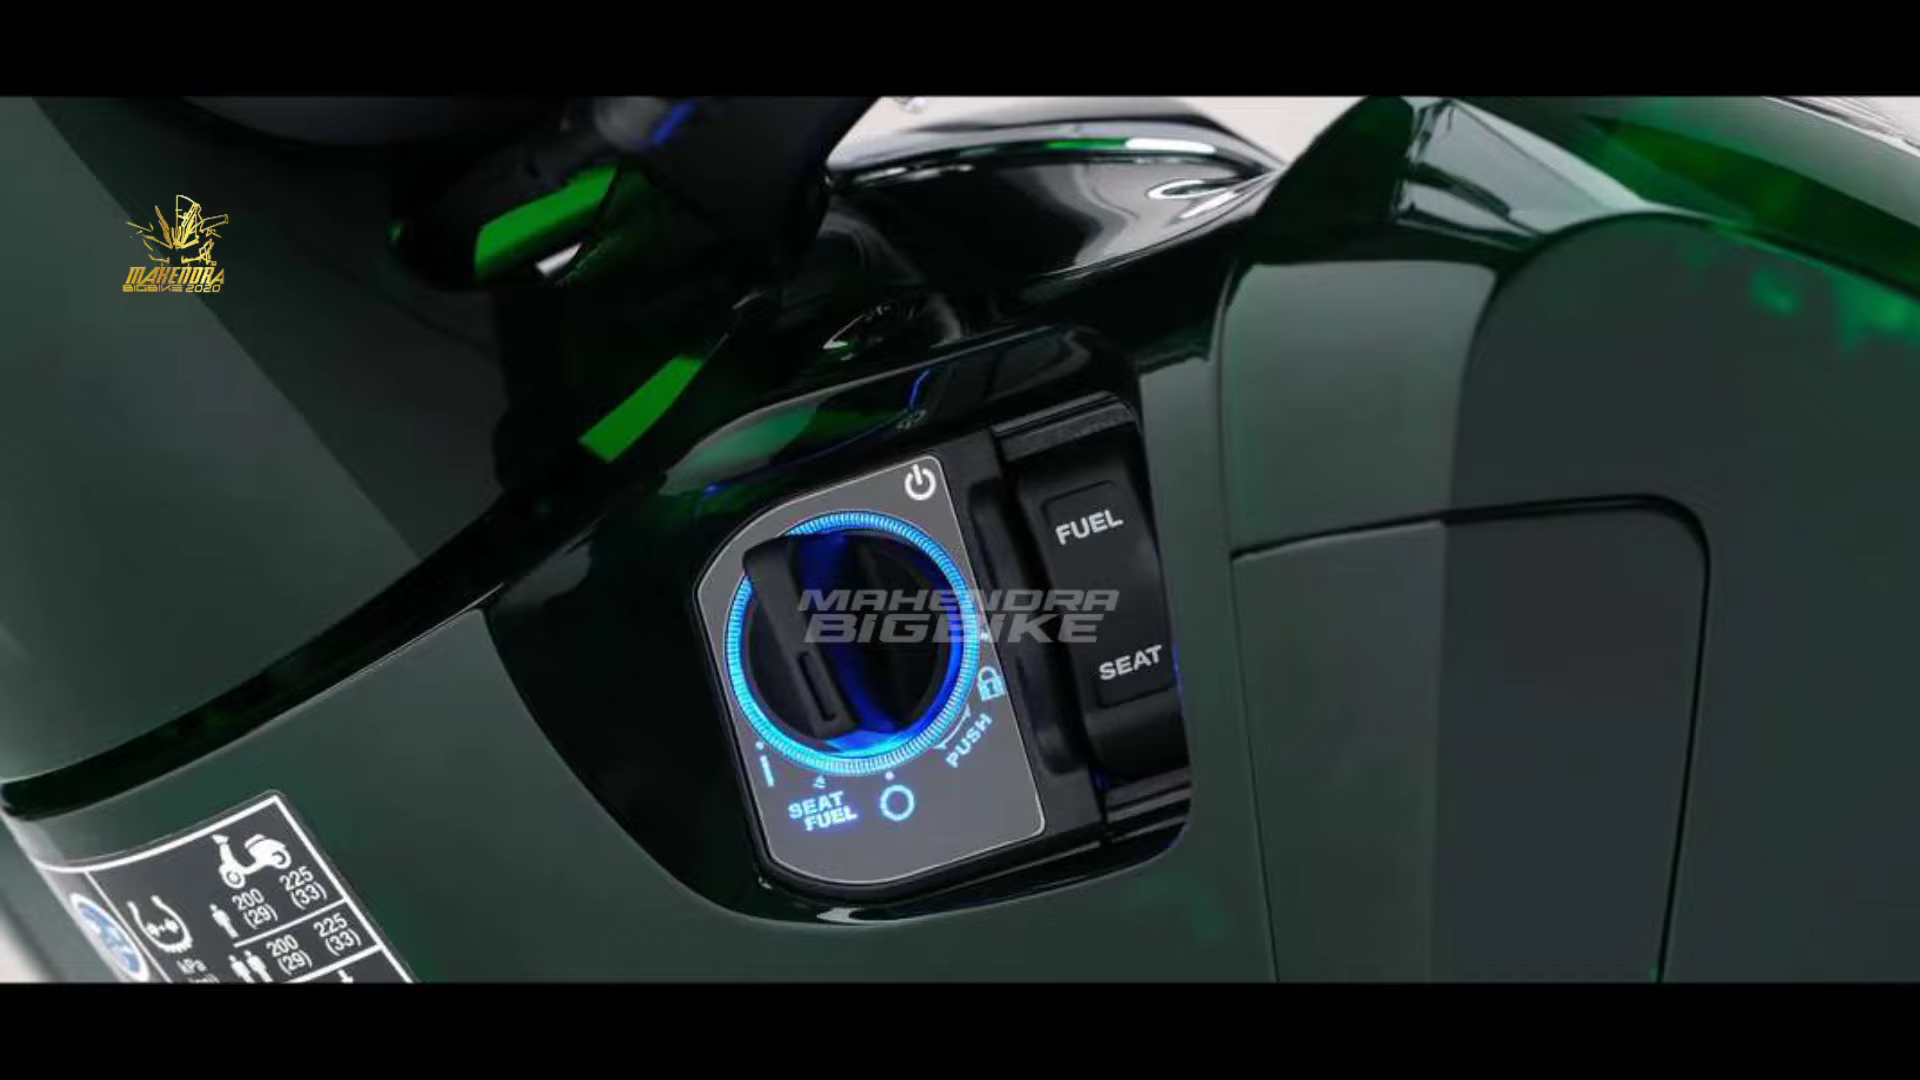 MAHENDRA
BIGBIKE 2020
FUEL
MAHENDRA
BIGBIKE
SEAT
PUSH
SEAT
FUEL
200
(29)
225
(33)
200
(29)
225
(33)
kPa